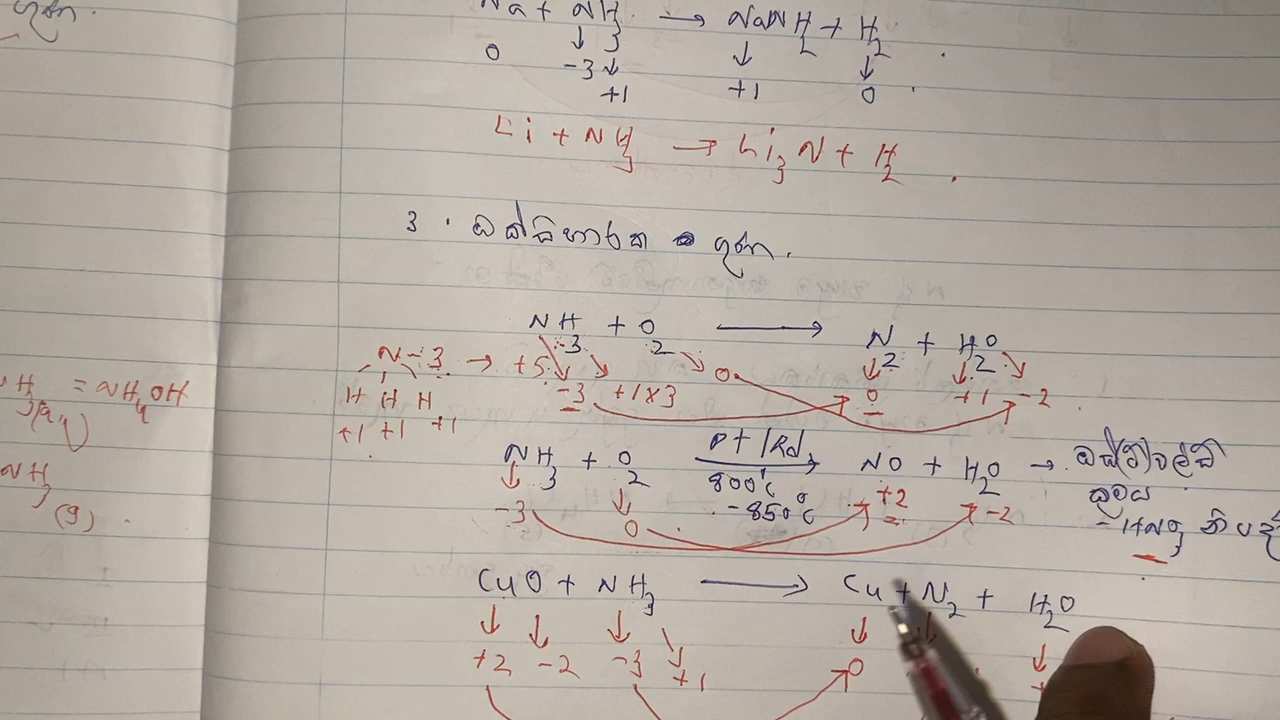 Na + NH3 → NaNH2 + H2
0 -3 +1 +1 0
Li + NH3 → Li3N + H2
3. ඔක්සිහාරක ගුණ.
NH3 + O2 → N2 + H2O
N -3 → +5 -3 +1×3 0 0 +1 -2
H H H
+1 +1 +1
H3(aq) = NH4OH
NH3 + O2 Pt/Rd 800°C -850°C → NO + H2O →
-3 0 +2 -2
ක්‍රමය
NH3
(g)
- HNO3
CuO + NH3 → Cu + N2 + H2O
+2 -2 -3 +1 0